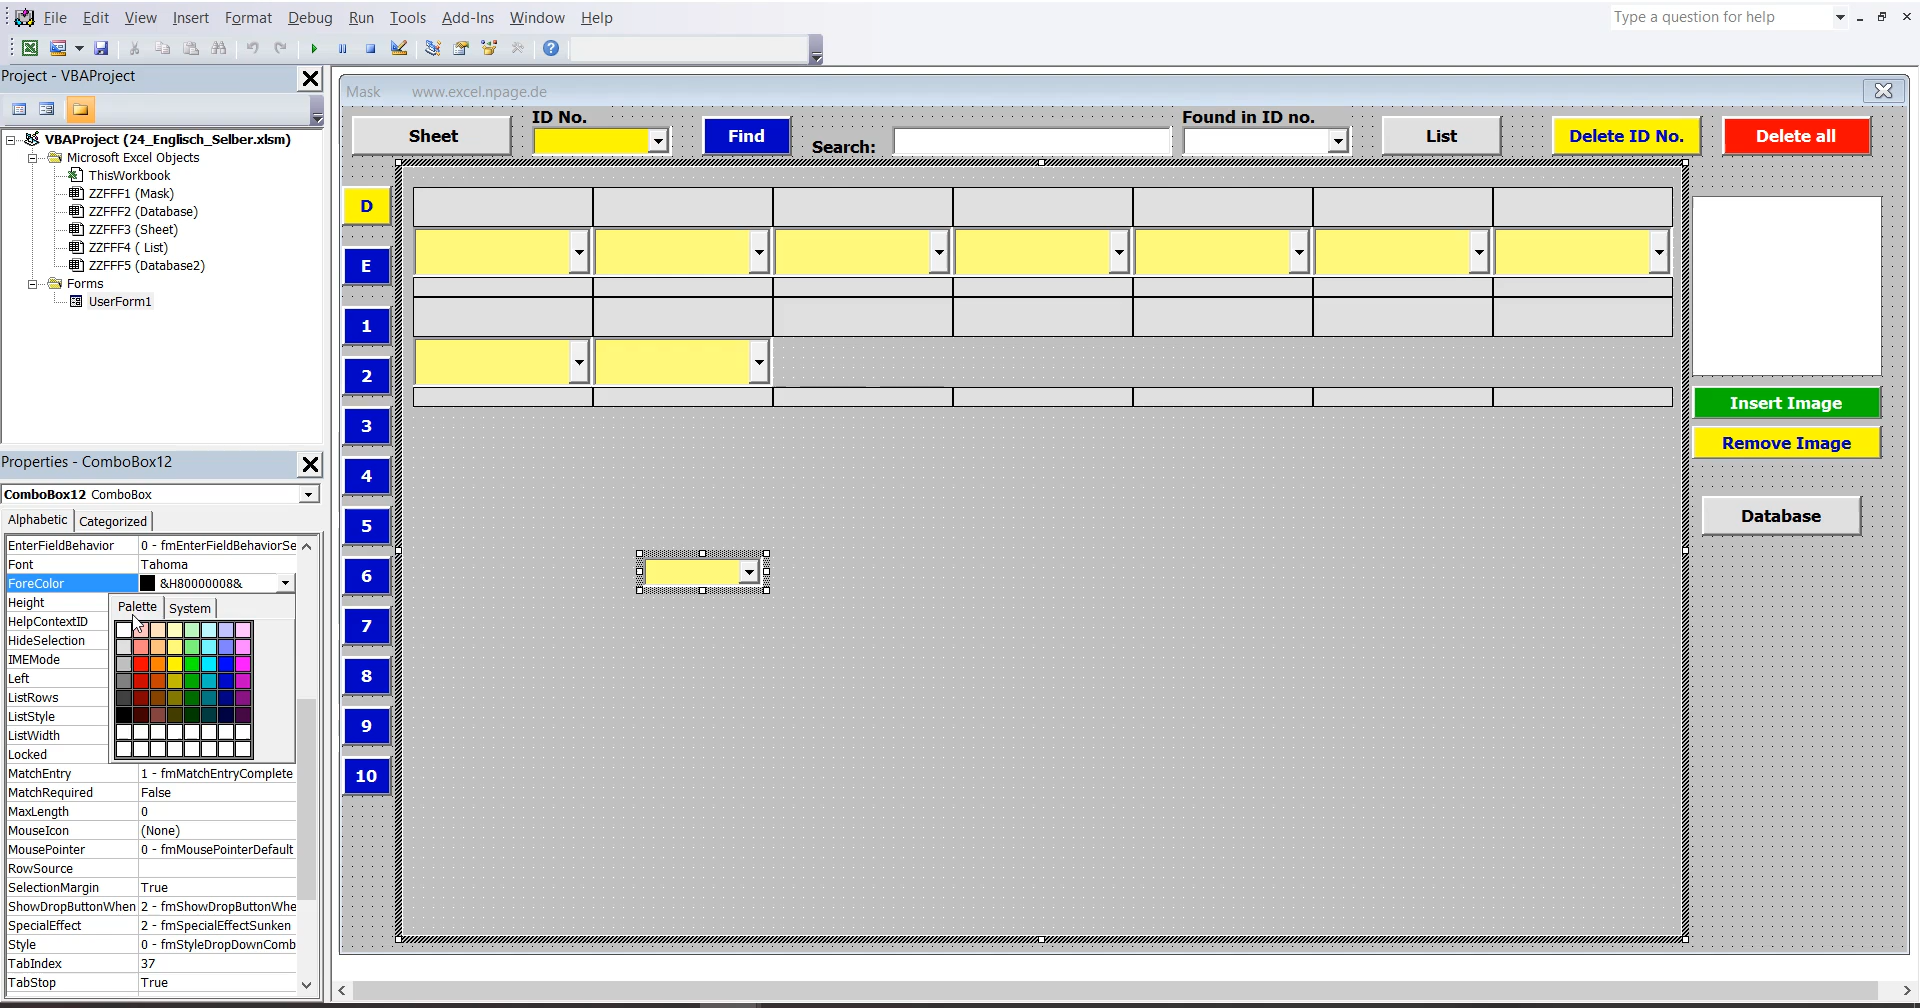 File Edit View Insert Format Debug Run Tools Add-Ins Window Help
Type a question for help
Project - VBAProject
VBAProject (24_Englisch_Selber.xlsm)
Microsoft Excel Objects
ThisWorkbook
ZZFFF1 (Mask)
ZZFFF2 (Database)
ZZFFF3 (Sheet)
ZZFFF4 ( List)
ZZFFF5 (Database2)
Forms
UserForm1
Properties - ComboBox12
ComboBox12 ComboBox
Alphabetic Categorized
EnterFieldBehavior 0 - fmEnterFieldBehaviorSe
Font Tahoma
ForeColor &H80000008&
Height
HelpContextID
HideSelection
IMEMode
Left
ListRows
ListStyle
ListWidth
Locked
Palette System
MatchEntry 1 - fmMatchEntryComplete
MatchRequired False
MaxLength 0
MouseIcon (None)
MousePointer 0 - fmMousePointerDefault
RowSource
SelectionMargin True
ShowDropButtonWhen 2 - fmShowDropButtonWhe
SpecialEffect 2 - fmSpecialEffectSunken
Style 0 - fmStyleDropDownComb
TabIndex 37
TabStop True
Mask www.excel.npage.de
Sheet
ID No.
Find
Search:
Found in ID no.
List
Delete ID No.
Delete all
D
E
1
2
3
4
5
6
7
8
9
10
Insert Image
Remove Image
Database